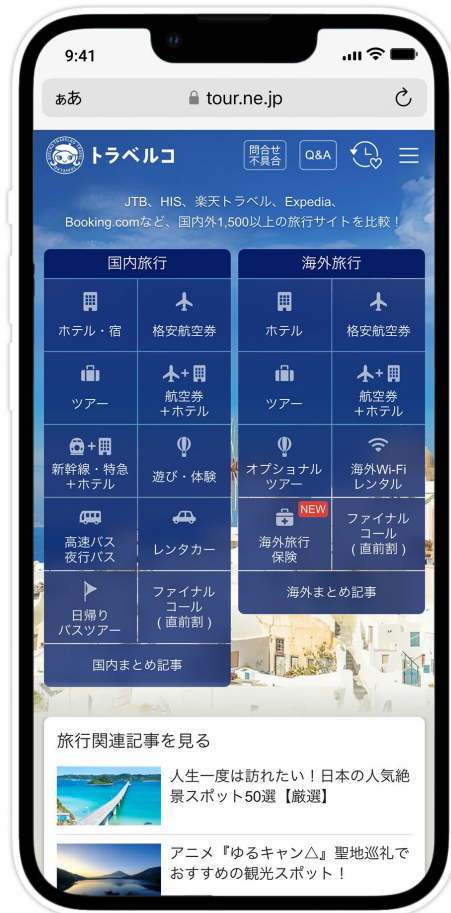 9:41
ぁあ
tour.ne.jp
トラベルコ
問合せ
不具合
Q&A
JTB、HIS、楽天トラベル、Expedia、
Booking.comなど、国内外1,500以上の旅行サイトを比較！
国内旅行
ホテル・宿
格安航空券
ツアー
航空券
＋ホテル
新幹線・特急
＋ホテル
遊び・体験
高速バス
夜行バス
レンタカー
日帰り
バスツアー
ファイナル
コール
(直前割)
国内まとめ記事
海外旅行
ホテル
格安航空券
ツアー
航空券
＋ホテル
オプショナル
ツアー
海外Wi-Fi
レンタル
NEW
海外旅行
保険
ファイナル
コール
(直前割)
海外まとめ記事
旅行関連記事を見る
人生一度は訪れたい！日本の人気絶
景スポット50選【厳選】
アニメ『ゆるキャン△』聖地巡礼で
おすすめの観光スポット！